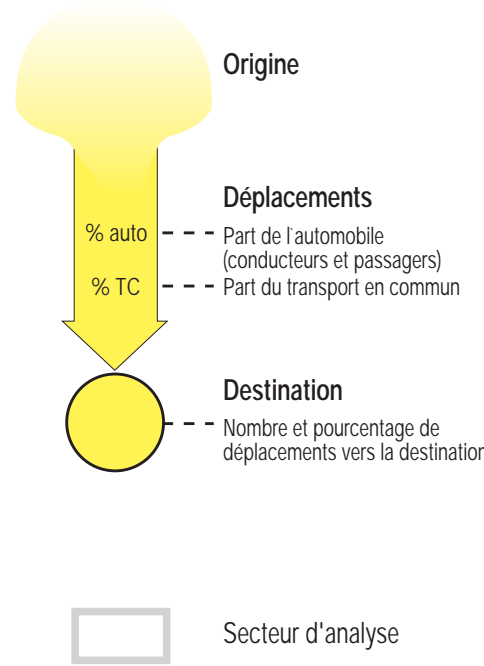 Origine
Déplacements
% auto
Part de l'automobile
(conducteurs et passagers)
% TC
Part du transport en commun
Destination
Nombre et pourcentage de
déplacements vers la destination
Secteur d'analyse